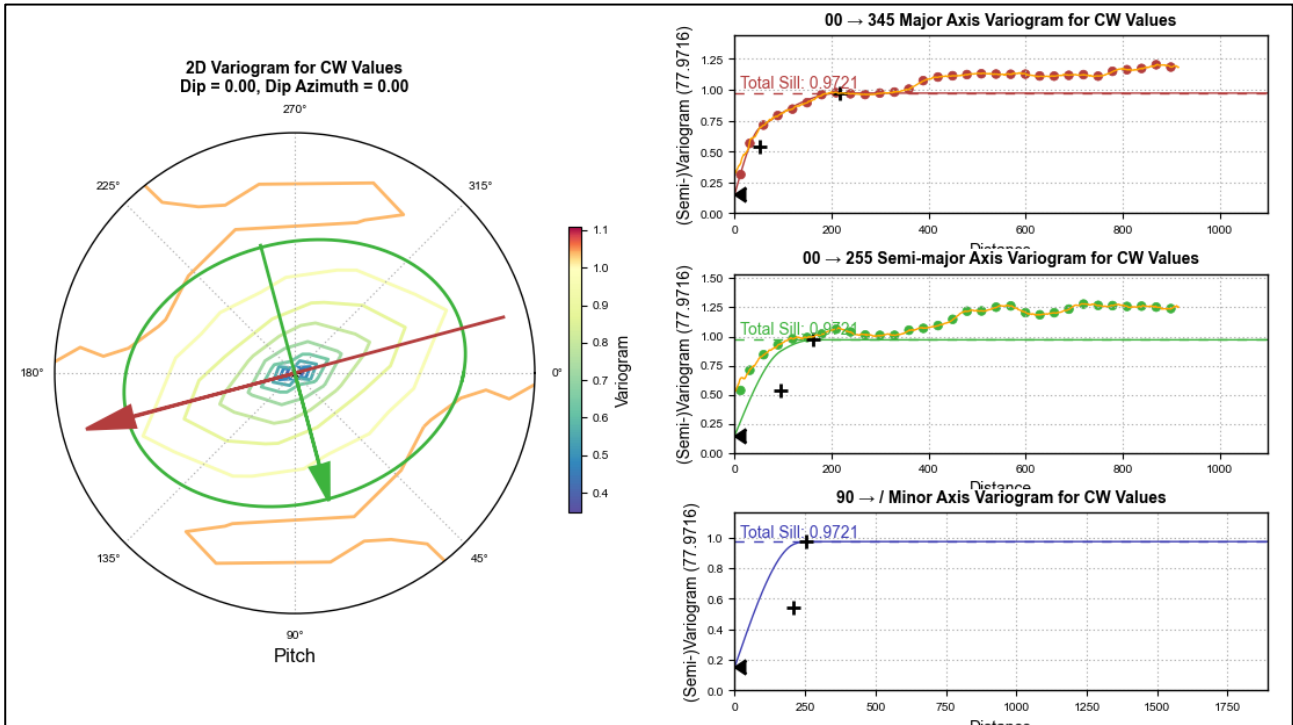 2D Variogram for CW Values
Dip = 0.00, Dip Azimuth = 0.00
270°
225°
315°
180°
0°
135°
45°
90°
Pitch
1.1
1.0
0.9
0.8
0.7
0.6
0.5
0.4
Variogram
00 → 345 Major Axis Variogram for CW Values
(Semi-)Variogram (77.9716)
1.25
1.00
0.75
0.50
0.25
0.00
Total Sill: 0.9721
0 200 400 600 800 1000
Distance
00 → 255 Semi-major Axis Variogram for CW Values
(Semi-)Variogram (77.9716)
1.50
1.25
1.00
0.75
0.50
0.25
0.00
Total Sill: 0.9721
0 200 400 600 800 1000
Distance
90 → / Minor Axis Variogram for CW Values
(Semi-)Variogram (77.9716)
1.0
0.8
0.6
0.4
0.2
0.0
Total Sill: 0.9721
0 250 500 750 1000 1250 1500 1750
Distance